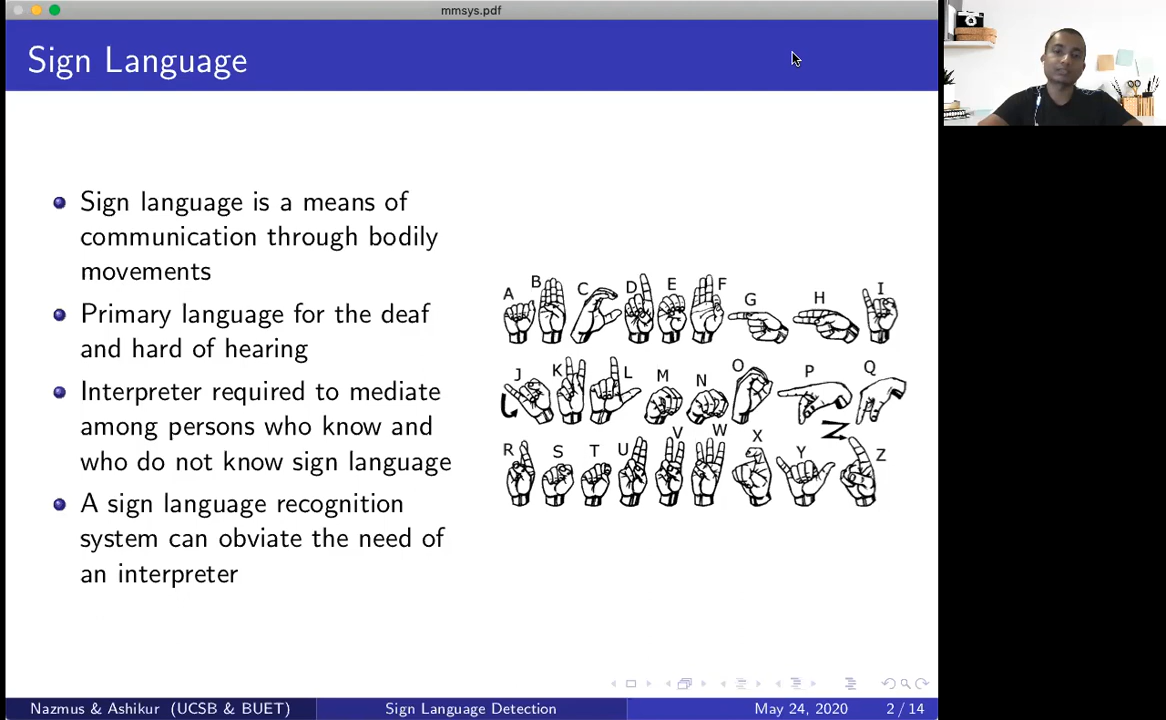 mmsys.pdf
Sign Language
Sign language is a means of
communication through bodily
movements
Primary language for the deaf
and hard of hearing
Interpreter required to mediate
among persons who know and
who do not know sign language
A sign language recognition
system can obviate the need of
an interpreter
A B C D E F G H I
J K L M N O P Q
R S T U V W X Y Z
Z
Nazmus & Ashikur (UCSB & BUET) Sign Language Detection May 24, 2020 2 / 14